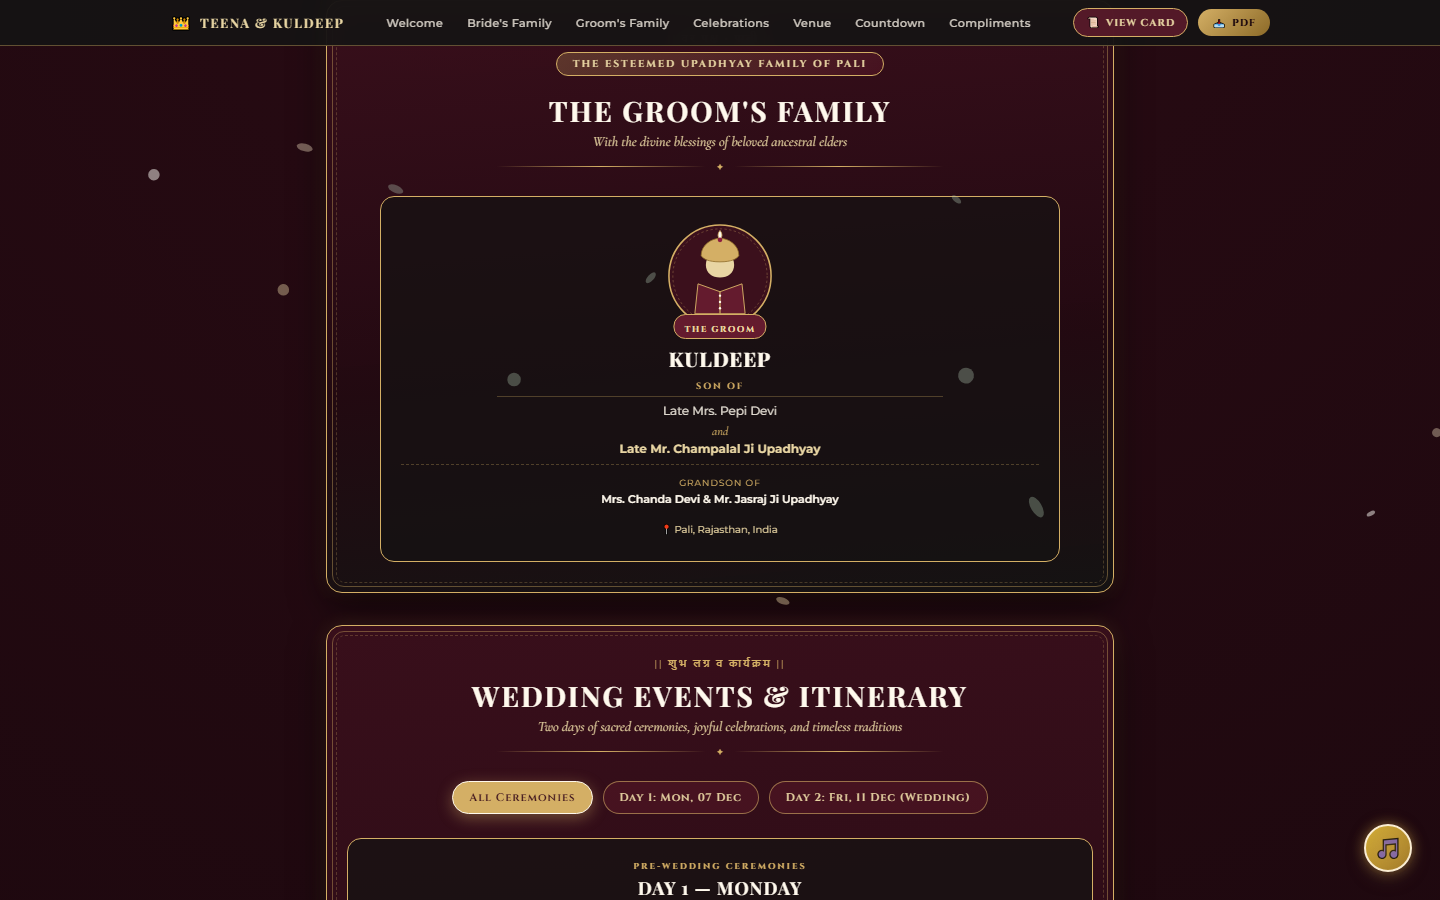 TEENA & KULDEEP
Welcome
Bride's Family
Groom's Family
Celebrations
Venue
Countdown
Compliments
VIEW CARD
PDF
THE ESTEEMED UPADHYAY FAMILY OF PALI
THE GROOM'S FAMILY
With the divine blessings of beloved ancestral elders
THE GROOM
KULDEEP
SON OF
Late Mrs. Pepi Devi
and
Late Mr. Champalal Ji Upadhyay
GRANDSON OF
Mrs. Chanda Devi & Mr. Jasraj Ji Upadhyay
Pali, Rajasthan, India
|| शुभ लग्न व कार्यक्रम ||
WEDDING EVENTS & ITINERARY
Two days of sacred ceremonies, joyful celebrations, and timeless traditions
All Ceremonies
Day 1: Mon, 07 Dec
Day 2: Fri, 11 Dec (Wedding)
PRE-WEDDING CEREMONIES
DAY 1 — MONDAY